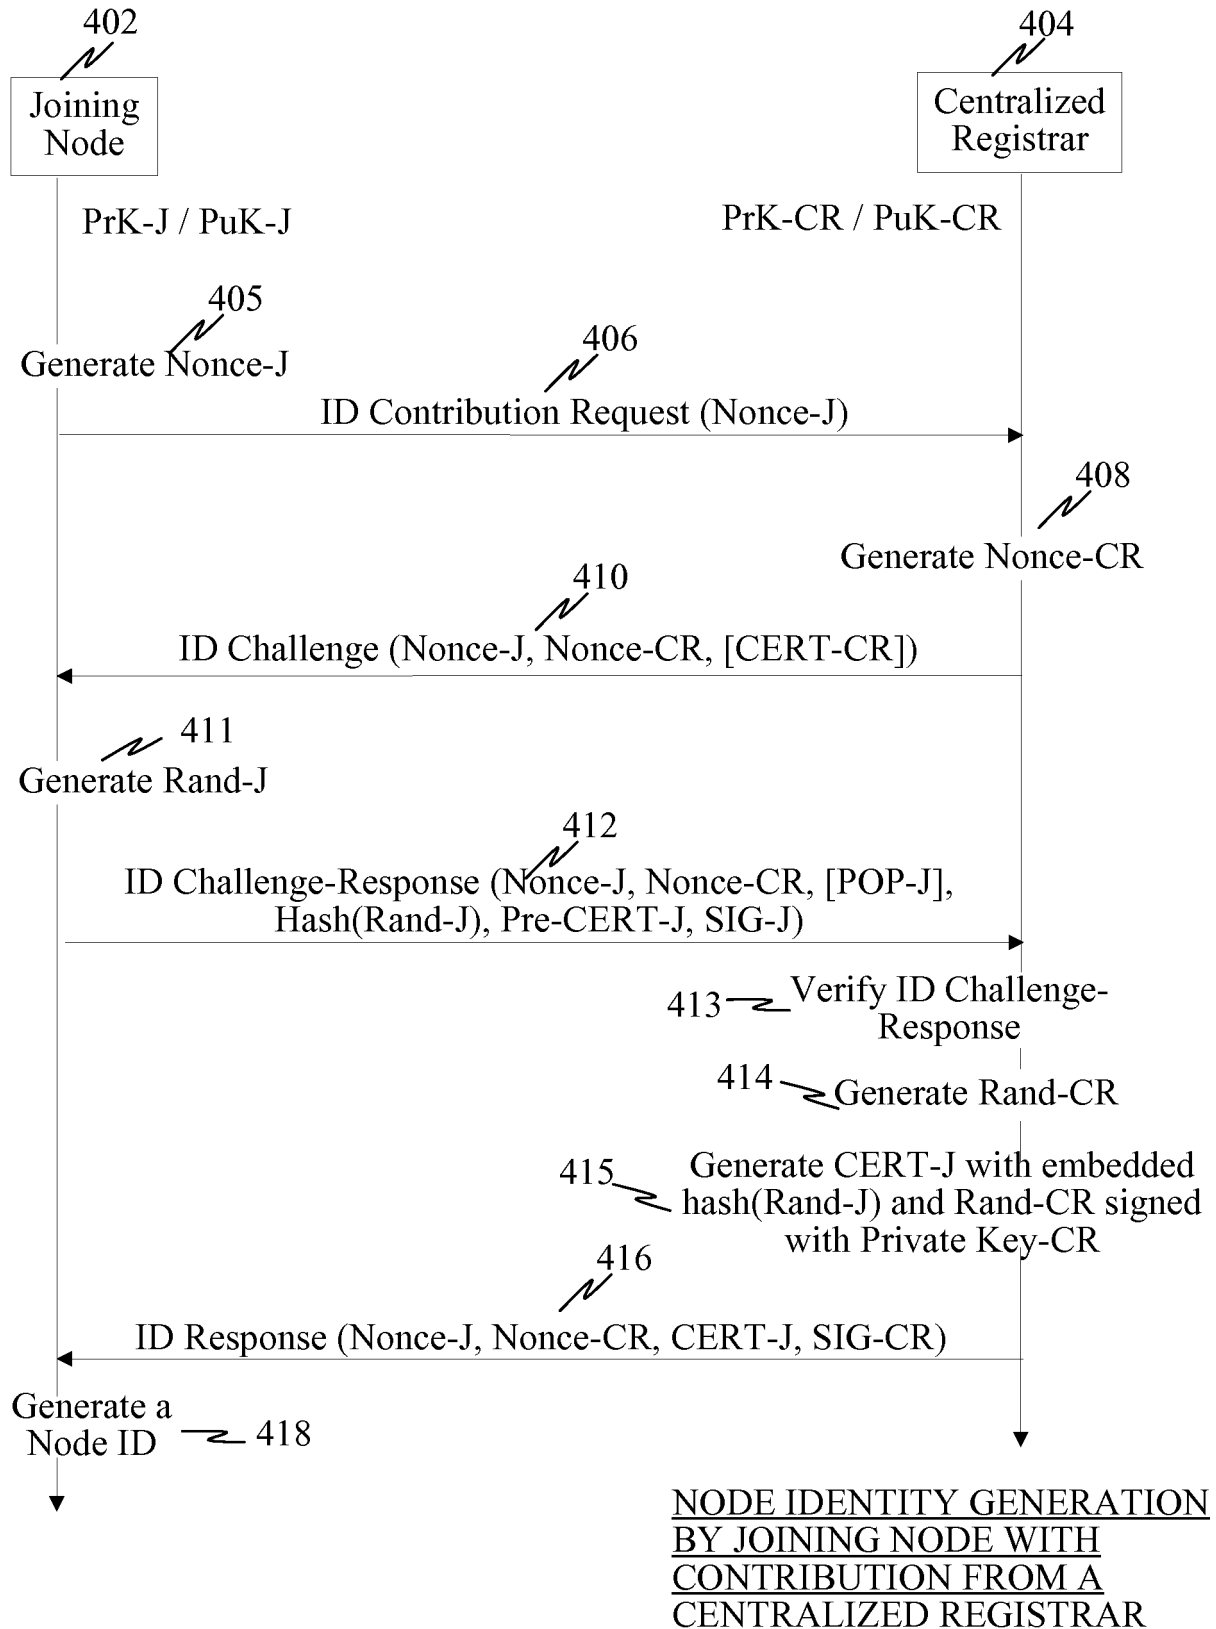 402
404
Joining
Node
Centralized
Registrar
PrK-J / PuK-J
PrK-CR / PuK-CR
405
Generate Nonce-J
406
ID Contribution Request (Nonce-J)
408
Generate Nonce-CR
410
ID Challenge (Nonce-J, Nonce-CR, [CERT-CR])
411
Generate Rand-J
412
ID Challenge-Response (Nonce-J, Nonce-CR, [POP-J],
Hash(Rand-J), Pre-CERT-J, SIG-J)
413
Verify ID Challenge-
Response
414
Generate Rand-CR
415
Generate CERT-J with embedded
hash(Rand-J) and Rand-CR signed
with Private Key-CR
416
ID Response (Nonce-J, Nonce-CR, CERT-J, SIG-CR)
Generate a
Node ID
418
NODE IDENTITY GENERATION
BY JOINING NODE WITH
CONTRIBUTION FROM A
CENTRALIZED REGISTRAR